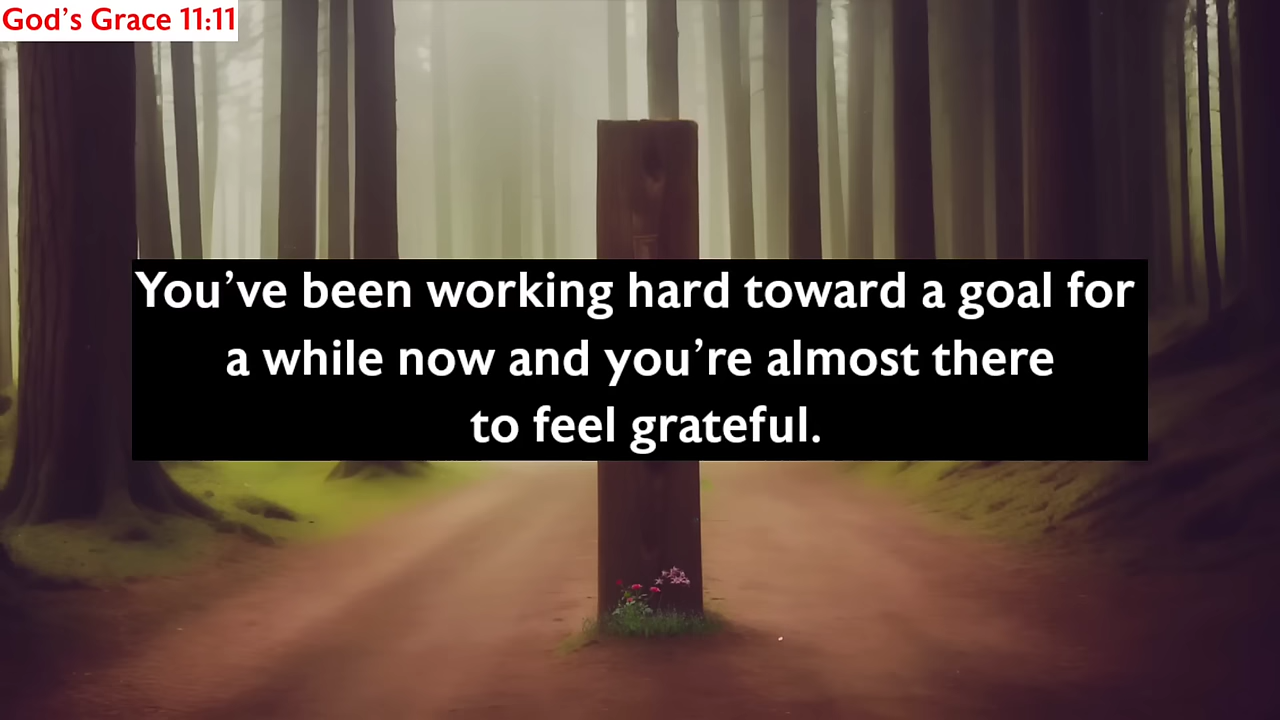 God’s Grace 11:11
You’ve been working hard toward a goal for
a while now and you’re almost there
to feel grateful.